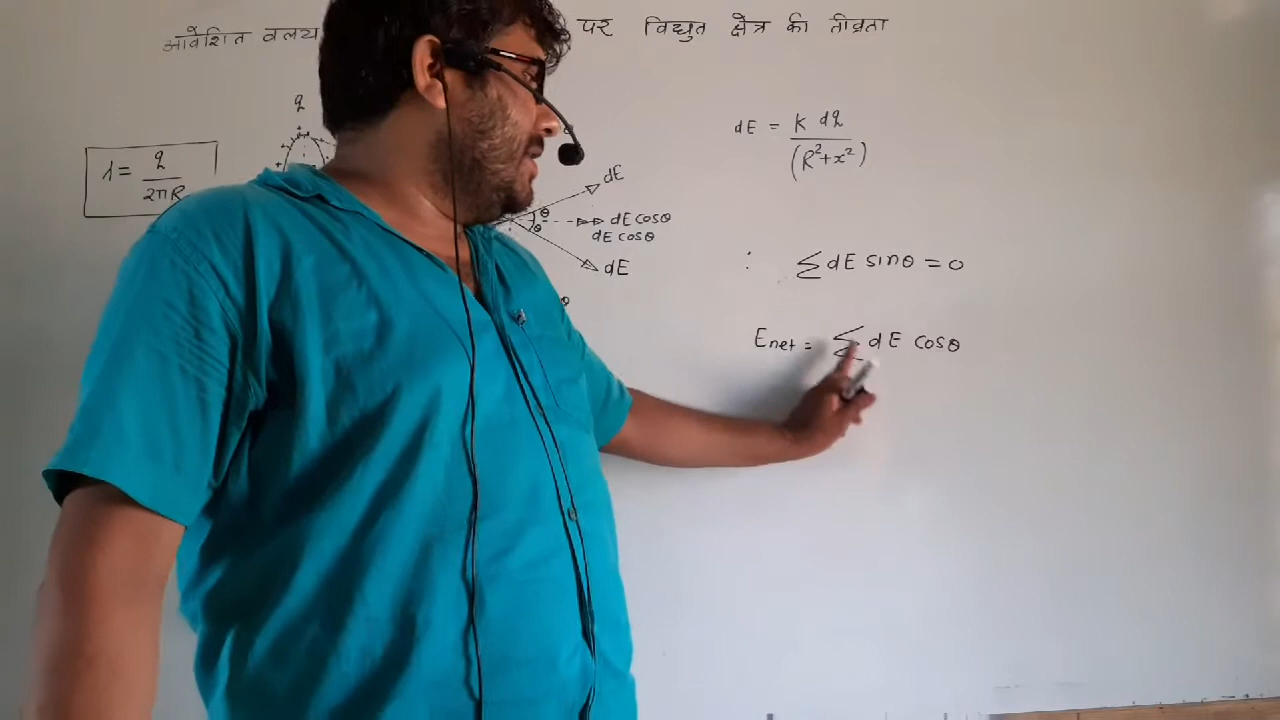 आवेशित वलय पर विद्युत क्षेत्र की तीव्रता
q
λ = q / 2πR
dE
θ
dE cosθ
θ
dE cosθ
dE
θ
dE = K dq / (R²+x²)
∴ ∑ dE sinθ = 0
Enet = ∑ dE cosθ